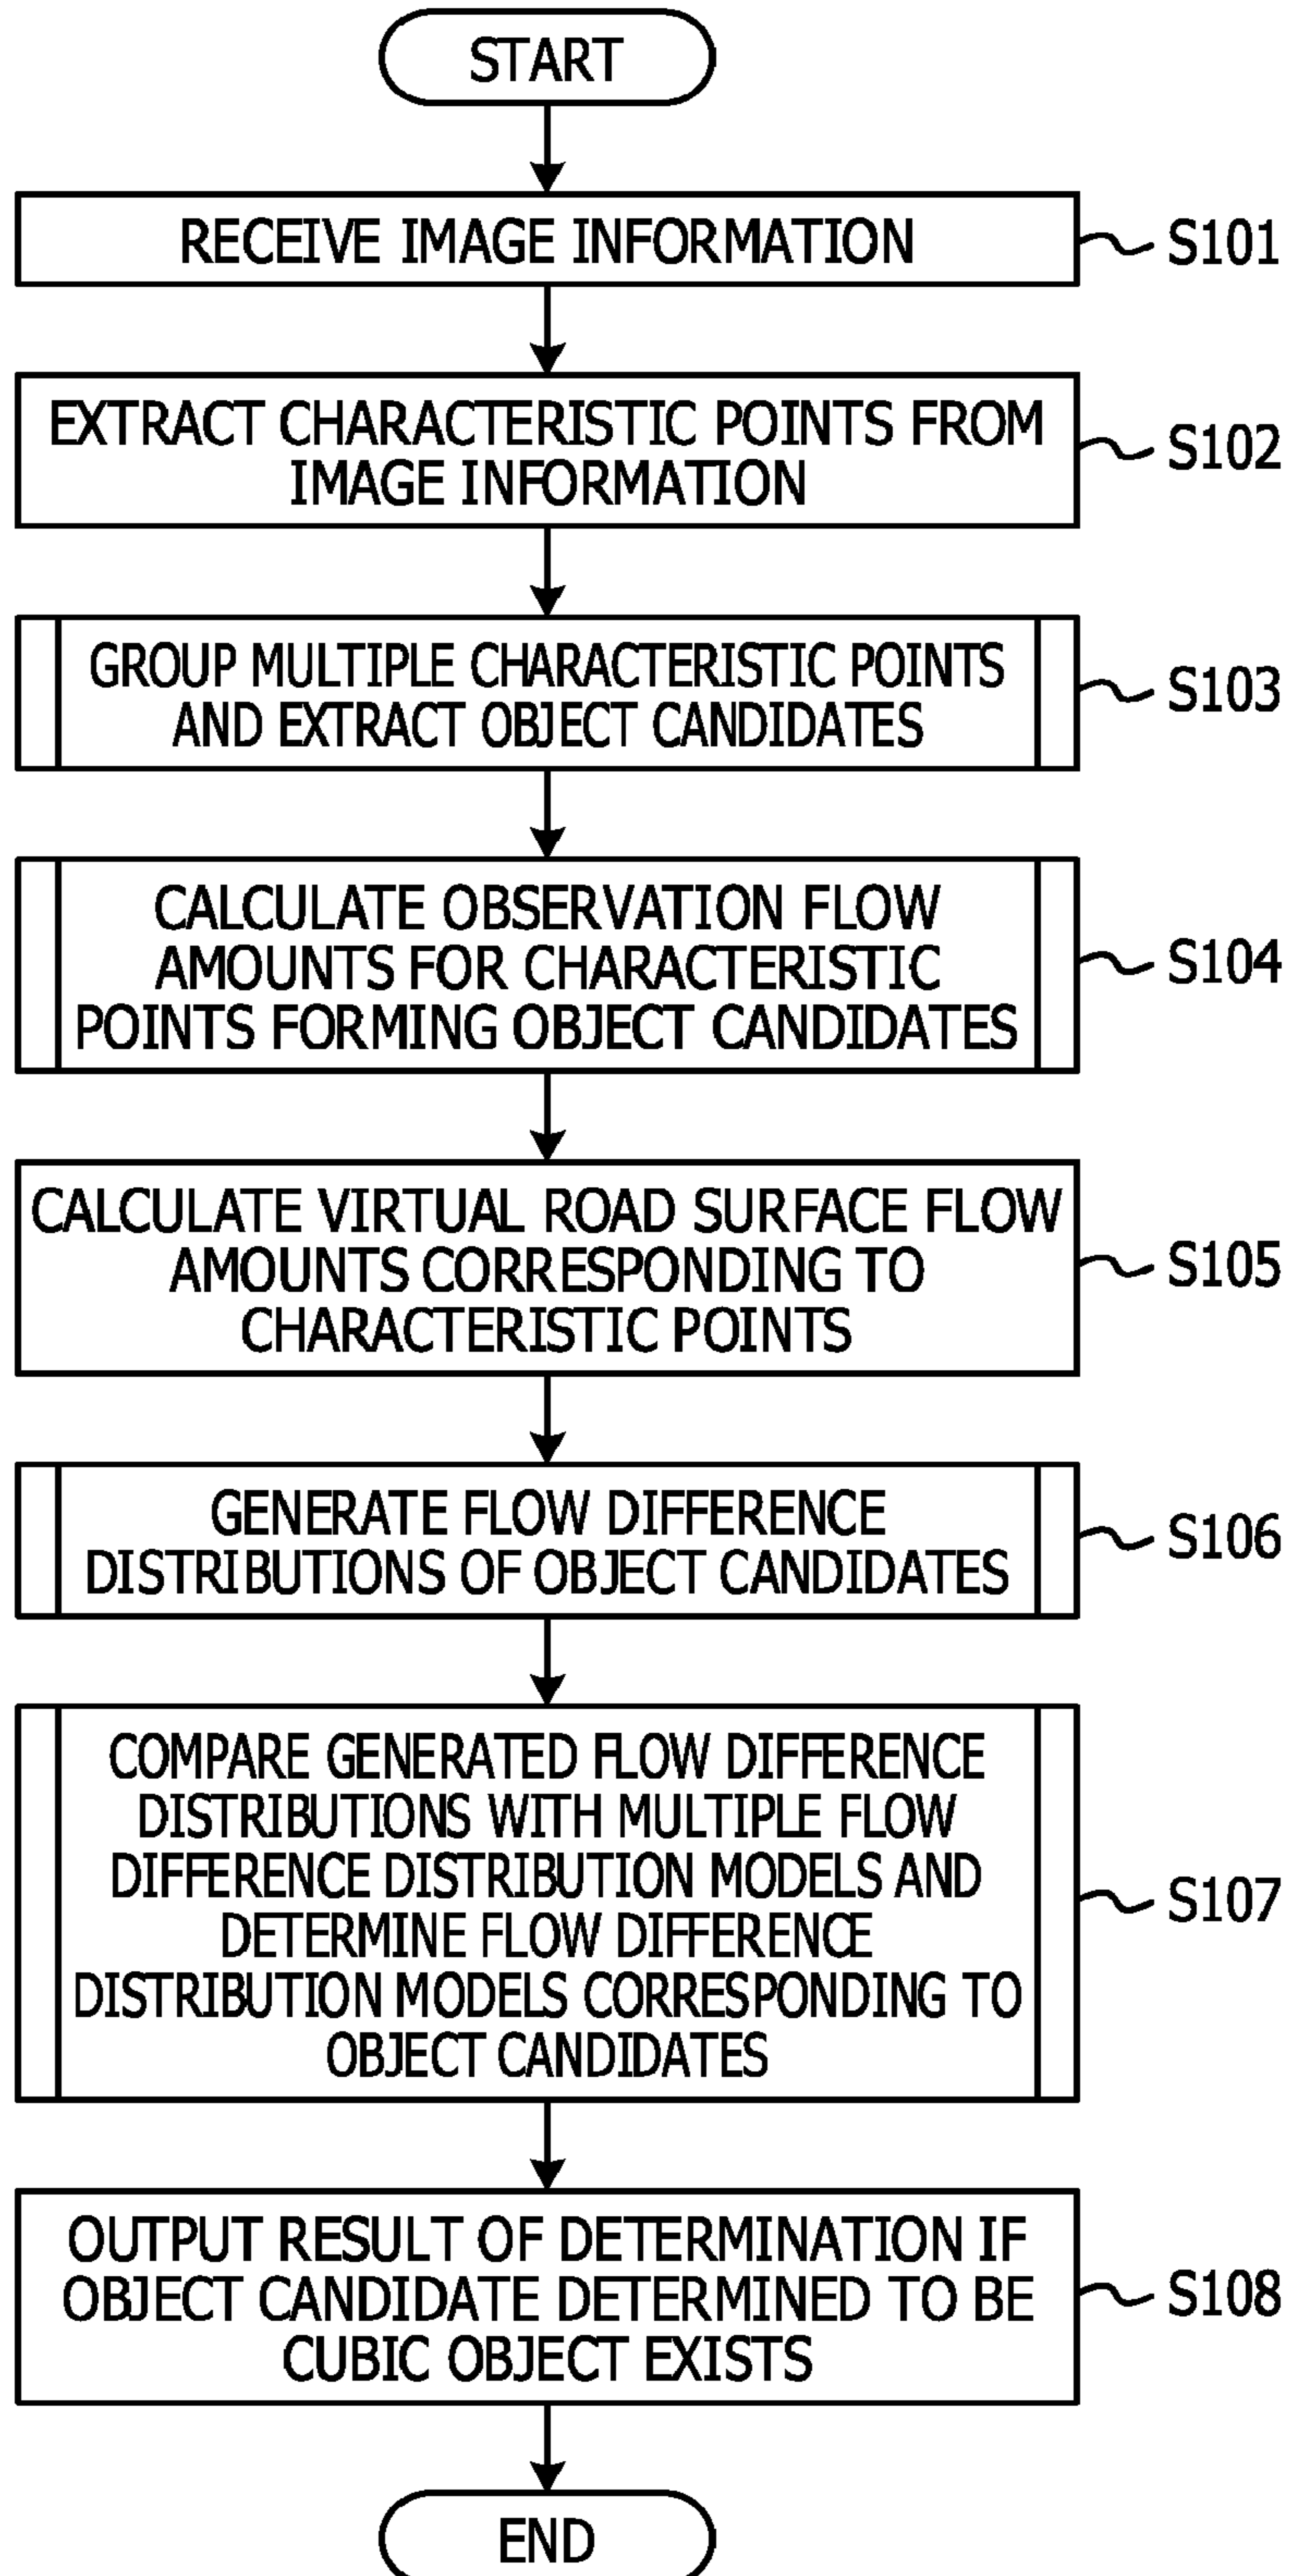 START
RECEIVE IMAGE INFORMATION
S101
EXTRACT CHARACTERISTIC POINTS FROM
IMAGE INFORMATION
S102
GROUP MULTIPLE CHARACTERISTIC POINTS
AND EXTRACT OBJECT CANDIDATES
S103
CALCULATE OBSERVATION FLOW
AMOUNTS FOR CHARACTERISTIC
POINTS FORMING OBJECT CANDIDATES
S104
CALCULATE VIRTUAL ROAD SURFACE FLOW
AMOUNTS CORRESPONDING TO
CHARACTERISTIC POINTS
S105
GENERATE FLOW DIFFERENCE
DISTRIBUTIONS OF OBJECT CANDIDATES
S106
COMPARE GENERATED FLOW DIFFERENCE
DISTRIBUTIONS WITH MULTIPLE FLOW
DIFFERENCE DISTRIBUTION MODELS AND
DETERMINE FLOW DIFFERENCE
DISTRIBUTION MODELS CORRESPONDING TO
OBJECT CANDIDATES
S107
OUTPUT RESULT OF DETERMINATION IF
OBJECT CANDIDATE DETERMINED TO BE
CUBIC OBJECT EXISTS
S108
END